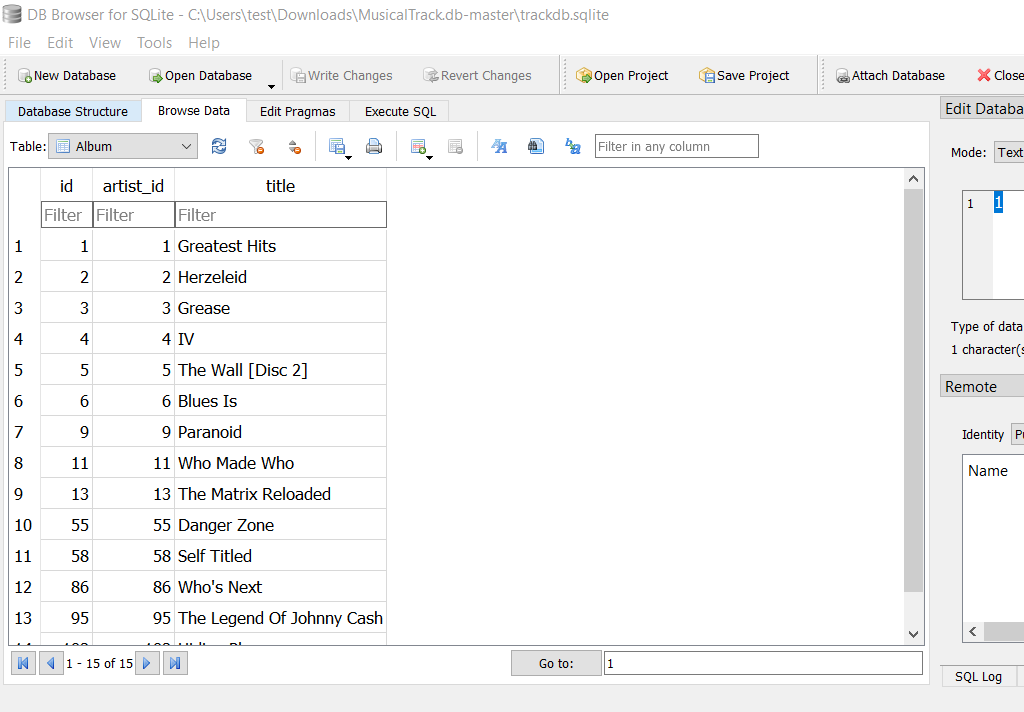 DB Browser for SQLite - C:\Users\test\Downloads\MusicalTrack.db-master\trackdb.sqlite
File Edit View Tools Help
New Database Open Database Write Changes Revert Changes Open Project Save Project Attach Database Close
Database Structure Browse Data Edit Pragmas Execute SQL
Table: Album Filter in any column
id artist_id title
Filter Filter Filter
1 1 1 Greatest Hits
2 2 2 Herzeleid
3 3 3 Grease
4 4 4 IV
5 5 5 The Wall [Disc 2]
6 6 6 Blues Is
7 9 9 Paranoid
8 11 11 Who Made Who
9 13 13 The Matrix Reloaded
10 55 55 Danger Zone
11 58 58 Self Titled
12 86 86 Who's Next
13 95 95 The Legend Of Johnny Cash
1 - 15 of 15 Go to: 1
Edit Databa
Mode: Text
1 1
Type of data
1 character(s
Remote
Identity
Name
SQL Log